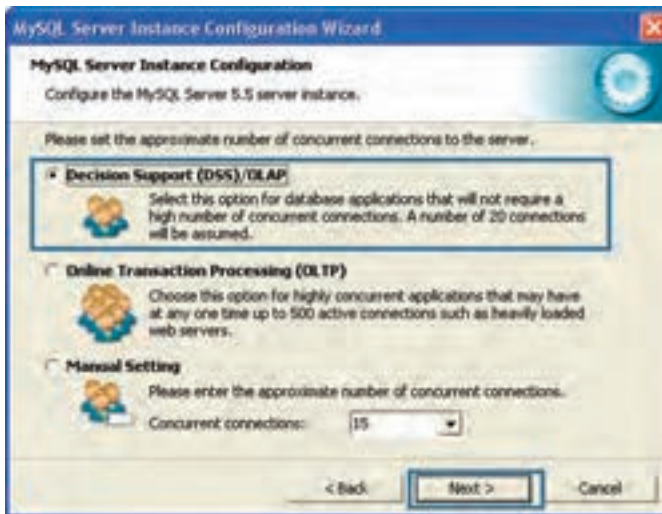 MySQL Server Instance Configuration Wizard
MySQL Server Instance Configuration
Configure the MySQL Server 5.5 server instance.
Please set the approximate number of concurrent connections to the server.
Decision Support (DSS)/OLAP
Select this option for database applications that will not require a
high number of concurrent connections. A number of 20 connections
will be assumed.
Online Transaction Processing (OLTP)
Choose this option for highly concurrent applications that may have
at any one time up to 500 active connections such as heavily loaded
web servers.
Manual Setting
Please enter the approximate number of concurrent connections.
Concurrent connections: 15
< Back Next > Cancel